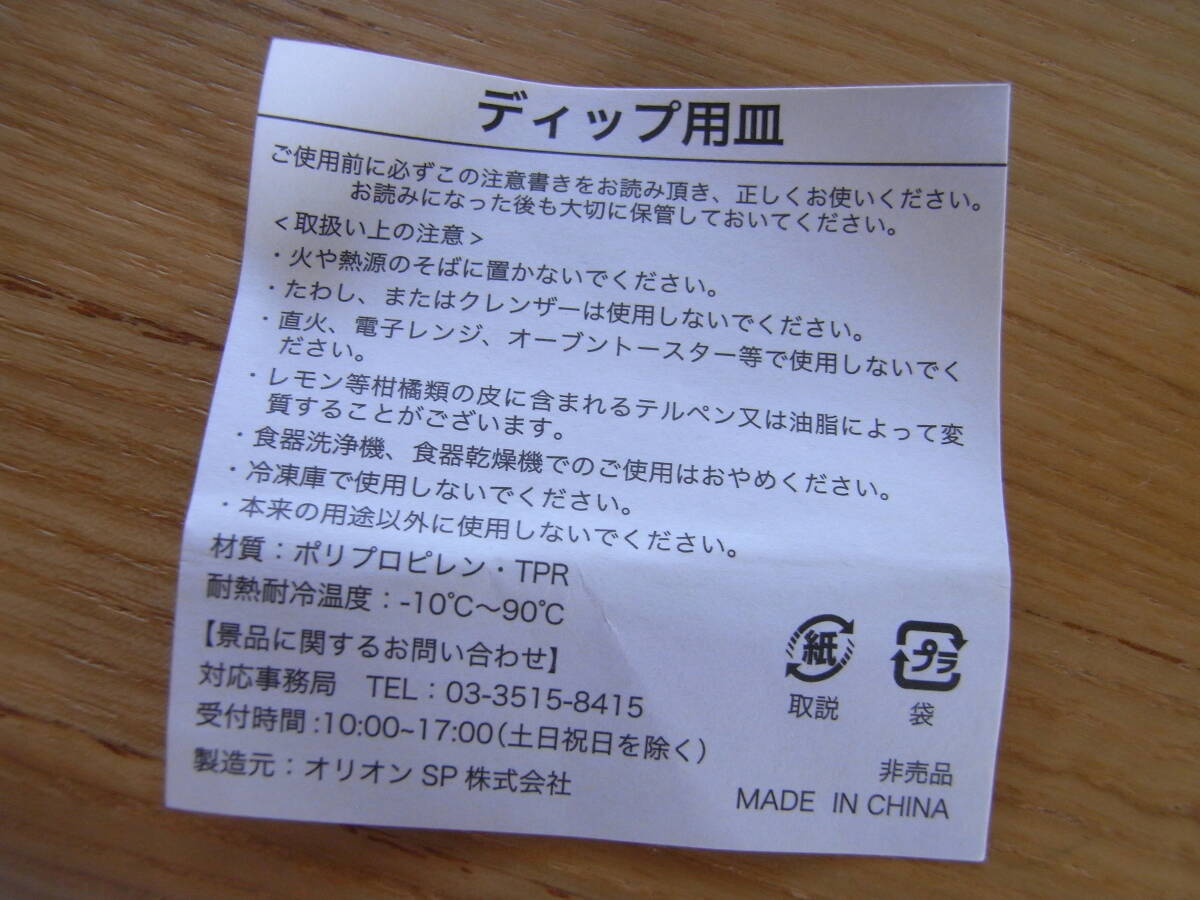 ディップ用皿
ご使用前に必ずこの注意書きをお読み頂き、正しくお使いください。
お読みになった後も大切に保管しておいてください。
<取扱い上の注意>
・火や熱源のそばに置かないでください。
・たわし、またはクレンザーは使用しないでください。
・直火、電子レンジ、オーブントースター等で使用しないでく
ださい。
・レモン等柑橘類の皮に含まれるテルペン又は油脂によって変
質することがございます。
・食器洗浄機、食器乾燥機でのご使用はおやめください。
・冷凍庫で使用しないでください。
・本来の用途以外に使用しないでください。
材質：ポリプロピレン・TPR
耐熱耐冷温度：-10℃〜90℃
【景品に関するお問い合わせ】
対応事務局　TEL：03-3515-8415
受付時間:10:00~17:00（土日祝日を除く）
製造元：オリオン SP 株式会社
紙
取説
プラ
袋
非売品
MADE IN CHINA